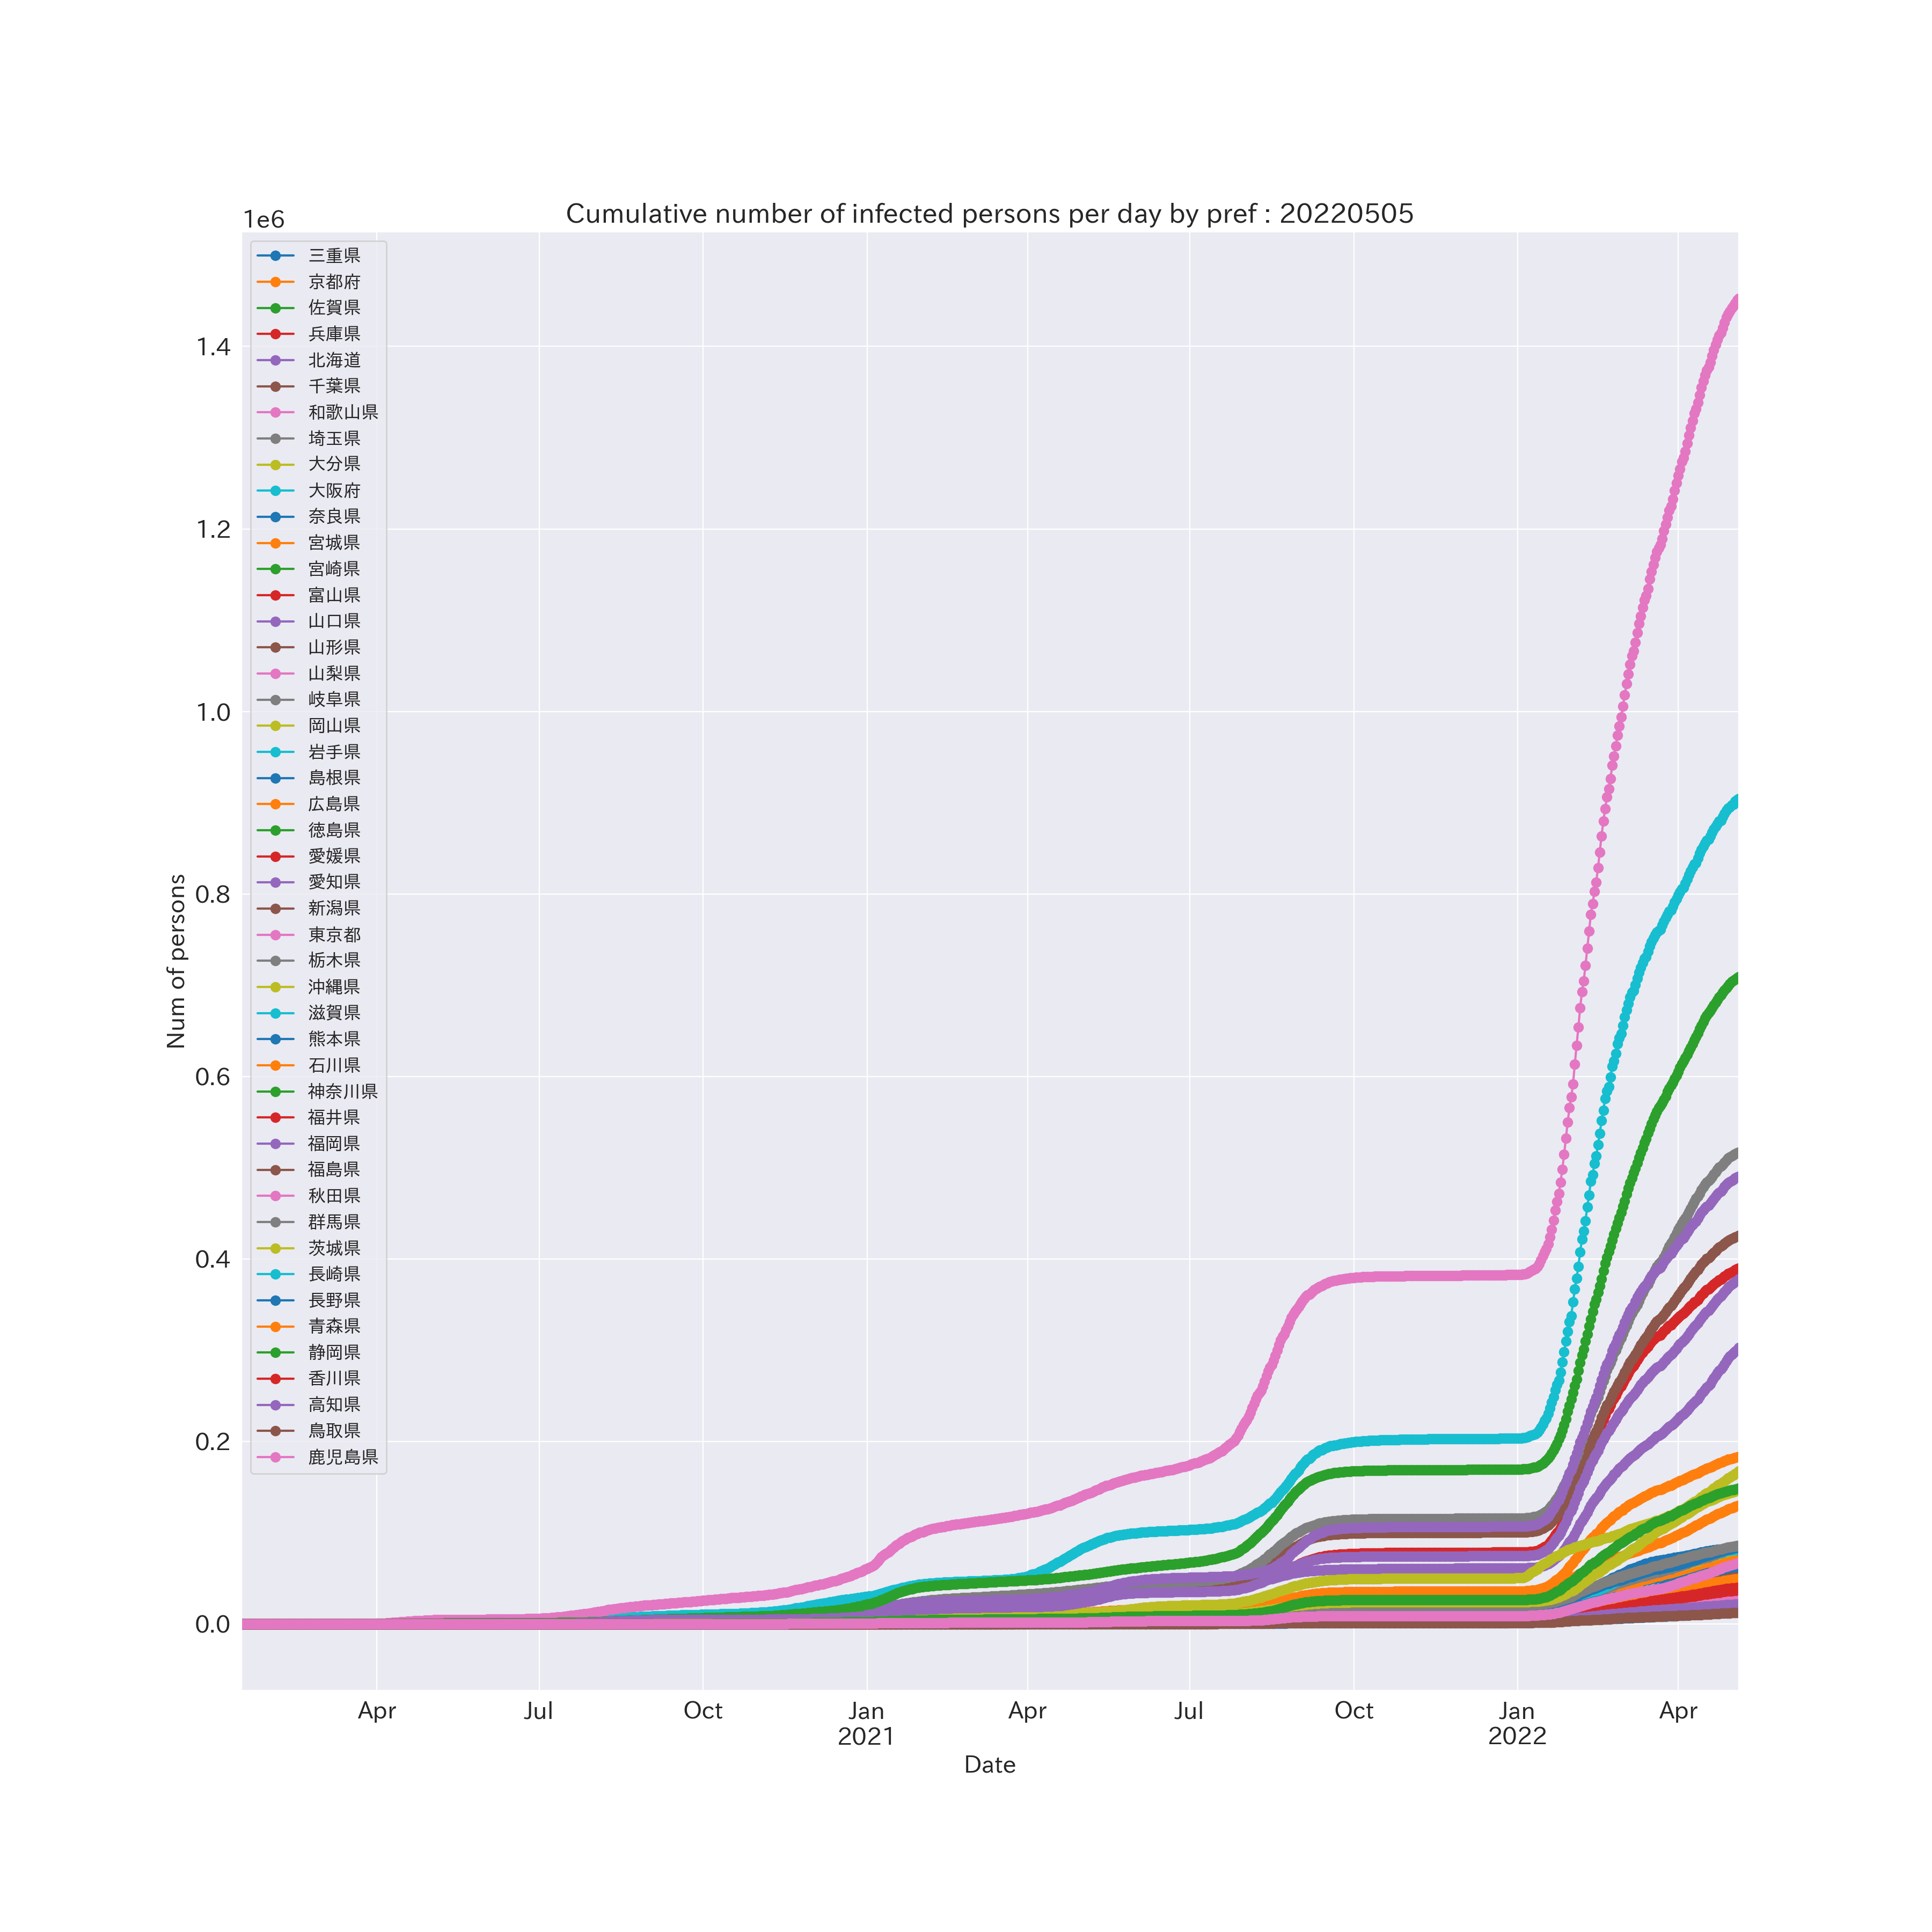 Cumulative number of infected persons per day by pref : 20220505
1e6
三重県
京都府
佐賀県
兵庫県
北海道
千葉県
和歌山県
埼玉県
大分県
大阪府
奈良県
宮城県
宮崎県
富山県
山口県
山形県
山梨県
岐阜県
岡山県
岩手県
島根県
広島県
徳島県
愛媛県
愛知県
新潟県
東京都
栃木県
沖縄県
滋賀県
熊本県
石川県
神奈川県
福井県
福岡県
福島県
秋田県
群馬県
茨城県
長崎県
長野県
青森県
静岡県
香川県
高知県
鳥取県
鹿児島県
1.4
1.2
1.0
0.8
0.6
0.4
0.2
0.0
Num of persons
Apr Jul Oct Jan Apr Jul Oct Jan Apr
2021 2022
Date